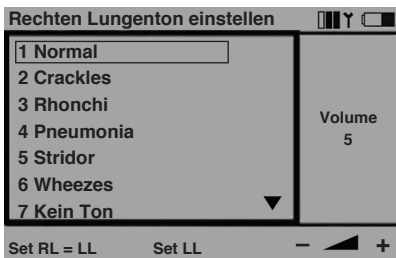 Rechten Lungenton einstellen
1 Normal
2 Crackles
3 Rhonchi
4 Pneumonia
5 Stridor
6 Wheezes
7 Kein Ton
Volume
5
Set RL = LL Set LL – +